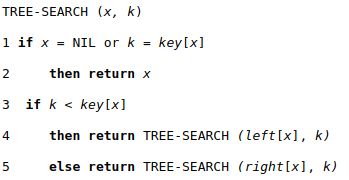 TREE-SEARCH (x, k)
1 if x = NIL or k = key[x]
2 then return x
3 if k < key[x]
4 then return TREE-SEARCH (left[x], k)
5 else return TREE-SEARCH (right[x], k)